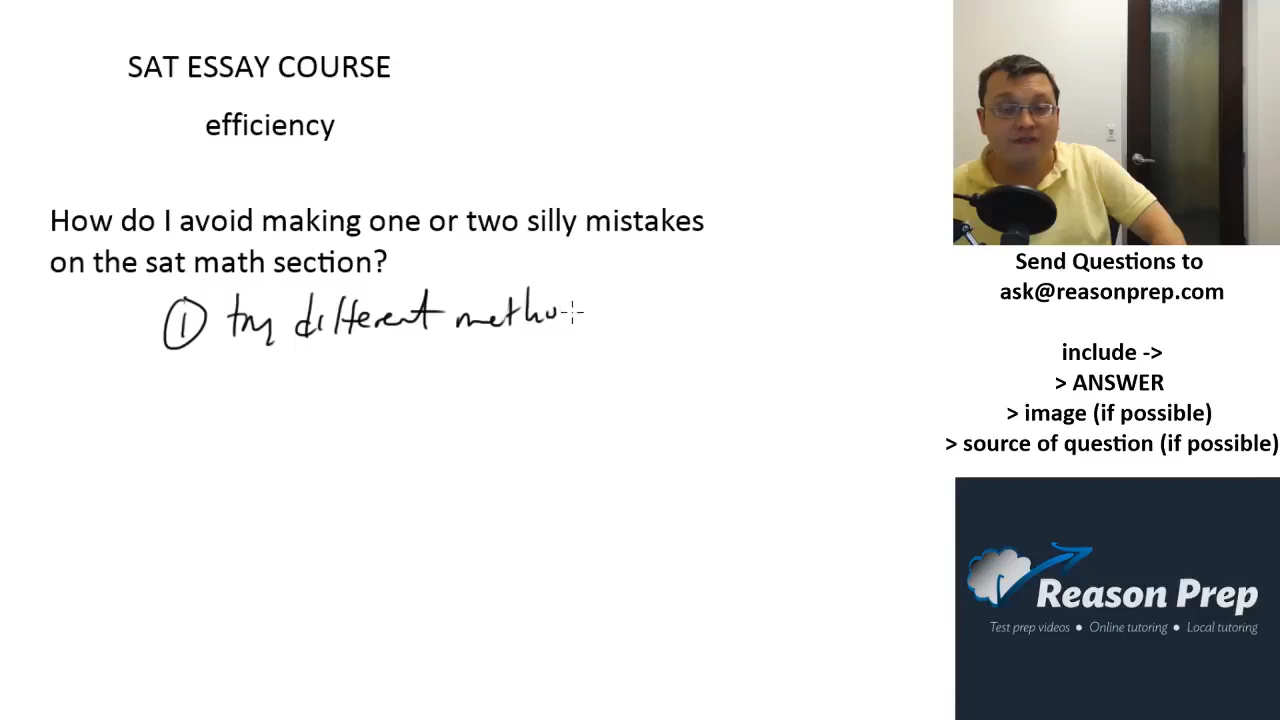 SAT ESSAY COURSE
efficiency
How do I avoid making one or two silly mistakes
on the sat math section?
① try different metho
Send Questions to
ask@reasonprep.com
include ->
> ANSWER
> image (if possible)
> source of question (if possible)
Reason Prep
Test prep videos ● Online tutoring ● Local tutoring